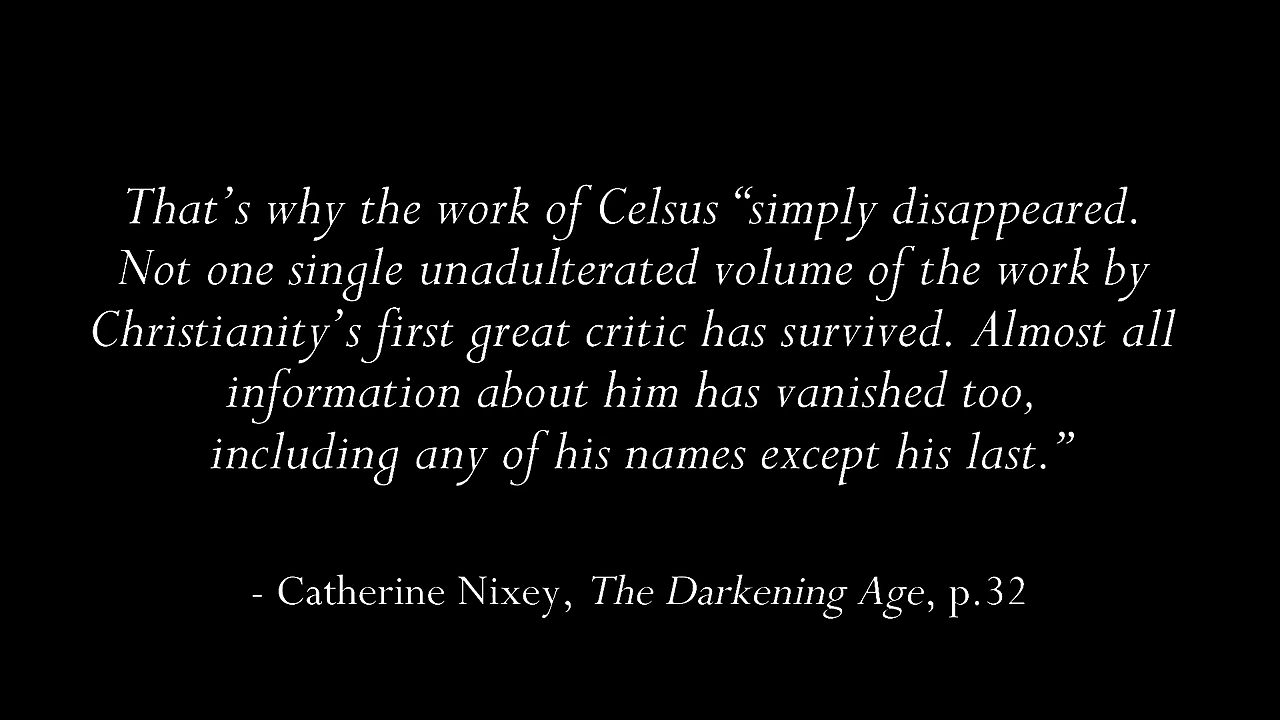 That’s why the work of Celsus “simply disappeared.
Not one single unadulterated volume of the work by
Christianity’s first great critic has survived. Almost all
information about him has vanished too,
including any of his names except his last.”
- Catherine Nixey, The Darkening Age, p.32